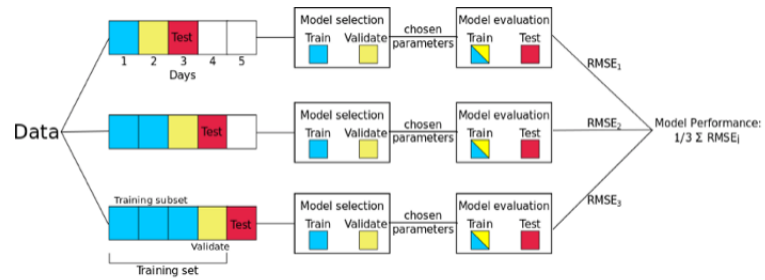 Data
Test
1 2 3 4 5
Days
Model selection
Train Validate
chosen
parameters
Model evaluation
Train Test
RMSE1
Test
Model selection
Train Validate
chosen
parameters
Model evaluation
Train Test
RMSE2
Model Performance:
1/3 Σ RMSEi
Training subset
Test
Validate
Training set
Model selection
Train Validate
chosen
parameters
Model evaluation
Train Test
RMSE3